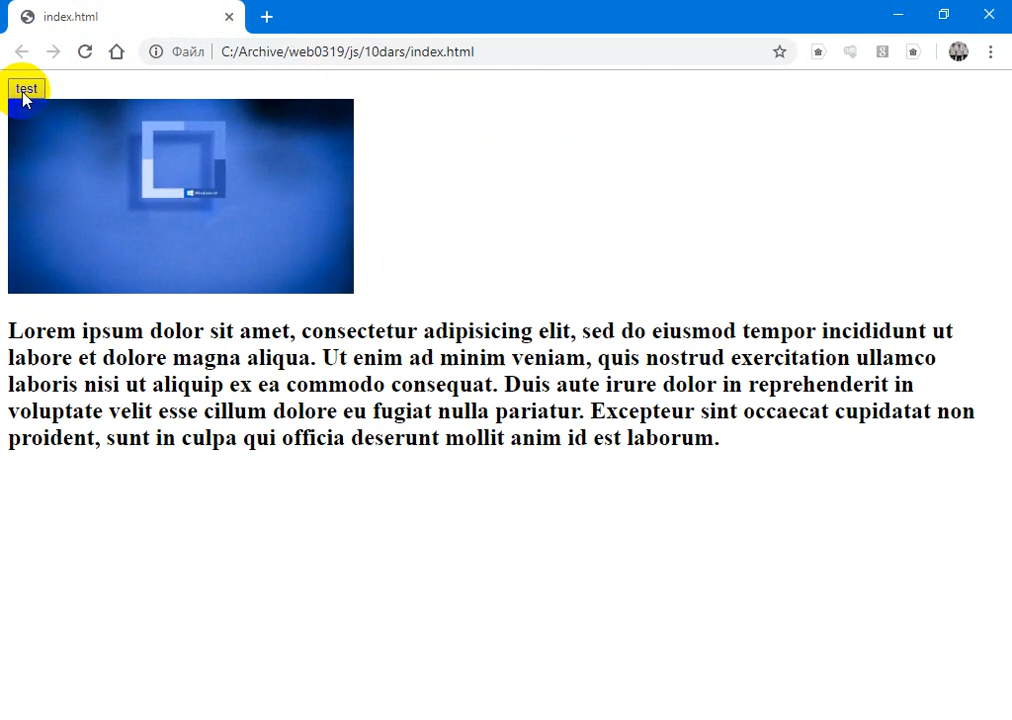 index.html
Файл
C:/Archive/web0319/js/10dars/index.html
test
Lorem ipsum dolor sit amet, consectetur adipisicing elit, sed do eiusmod tempor incididunt ut
labore et dolore magna aliqua. Ut enim ad minim veniam, quis nostrud exercitation ullamco
laboris nisi ut aliquip ex ea commodo consequat. Duis aute irure dolor in reprehenderit in
voluptate velit esse cillum dolore eu fugiat nulla pariatur. Excepteur sint occaecat cupidatat non
proident, sunt in culpa qui officia deserunt mollit anim id est laborum.